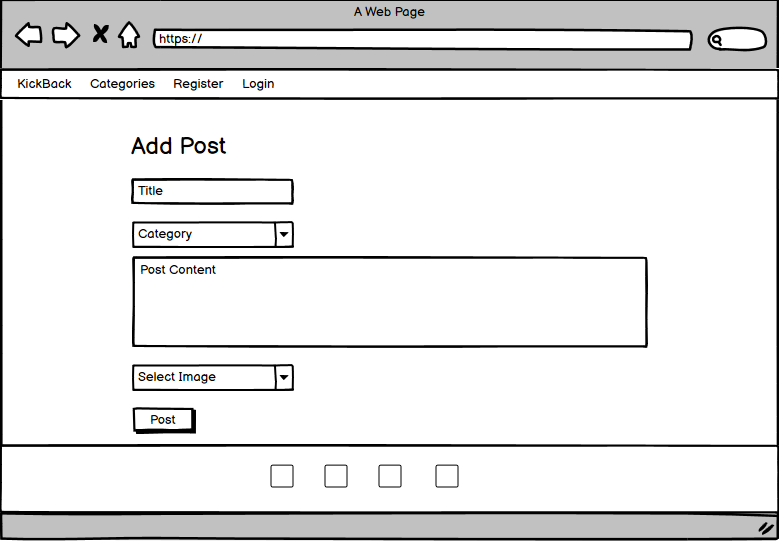 A Web Page
https://
KickBack Categories Register Login
Add Post
Title
Category
Post Content
Select Image
Post